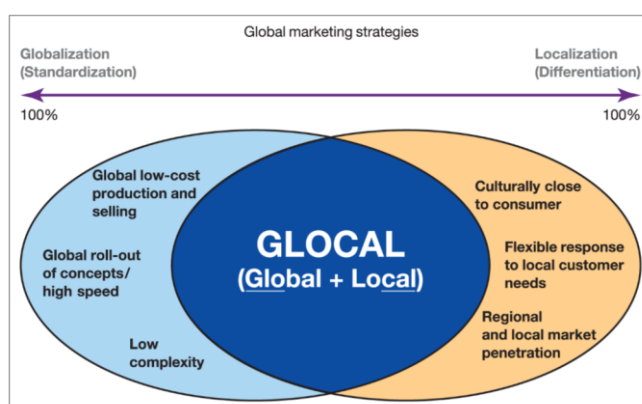 Global marketing strategies
Globalization
(Standardization)
Localization
(Differentiation)
100%
100%
Global low-cost
production and
selling
Global roll-out
of concepts/
high speed
Low
complexity
GLOCAL
(Global + Local)
Culturally close
to consumer
Flexible response
to local customer
needs
Regional
and local market
penetration